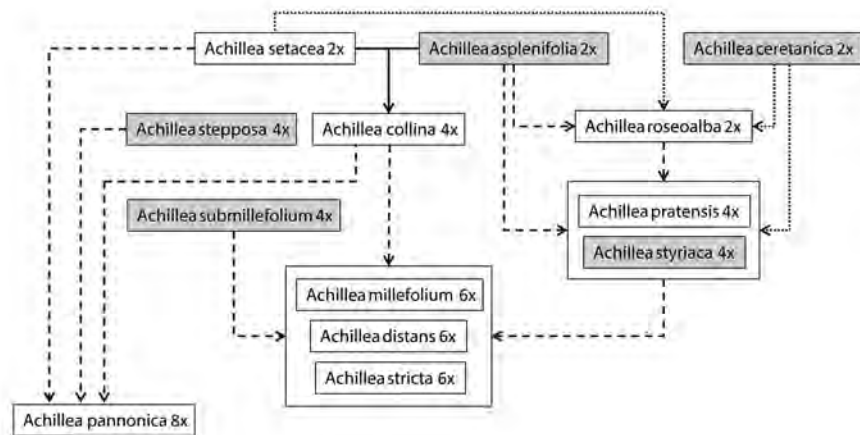 Achillea setacea 2x
Achillea asplenifolia 2x
Achillea ceretanica 2x
Achillea stepposa 4x
Achillea collina 4x
Achillea roseoalba 2x
Achillea submillefolium 4x
Achillea pratensis 4x
Achillea styriaca 4x
Achillea millefolium 6x
Achillea distans 6x
Achillea stricta 6x
Achillea pannonica 8x